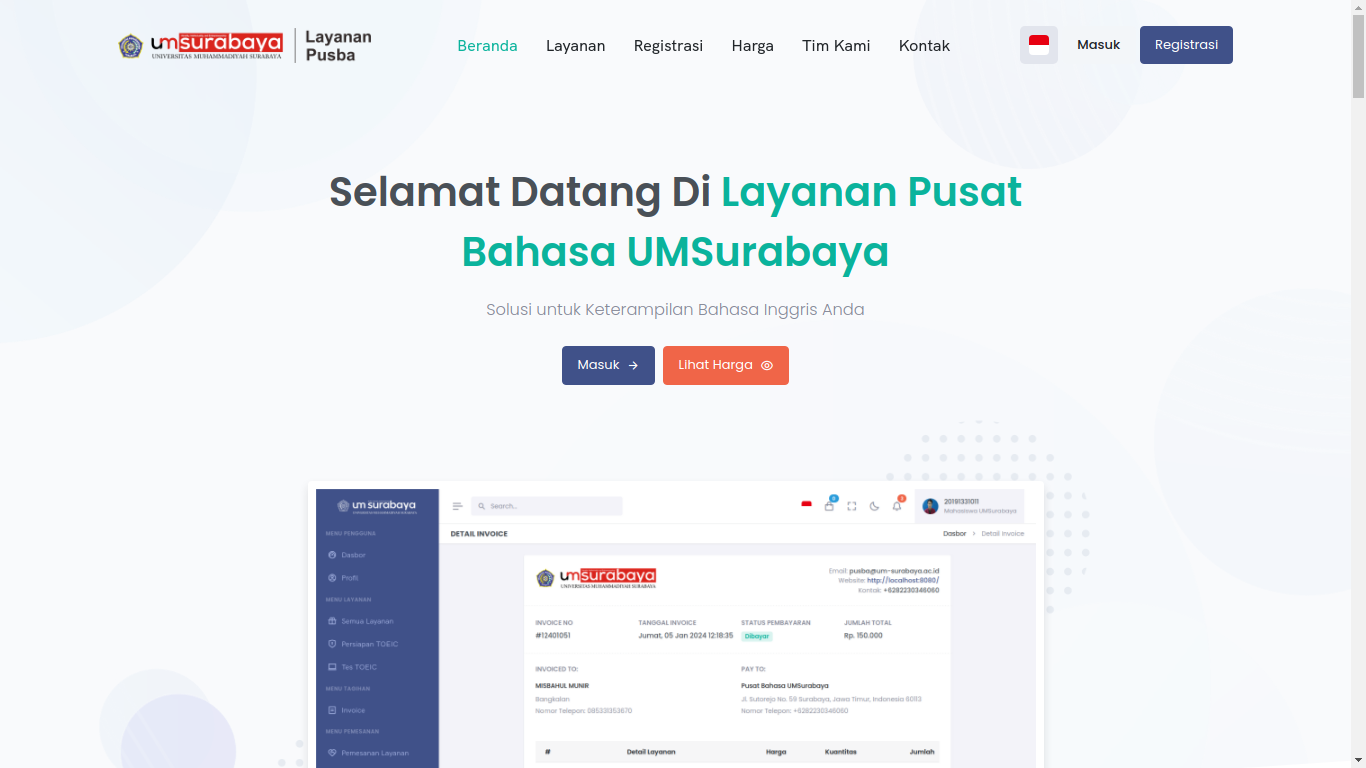 umsurabaya
UNIVERSITAS MUHAMMADIYAH SURABAYA
Layanan
Pusba
Beranda
Layanan
Registrasi
Harga
Tim Kami
Kontak
Masuk
Registrasi
Selamat Datang Di Layanan Pusat
Bahasa UMSurabaya
Solusi untuk Keterampilan Bahasa Inggris Anda
Masuk
Lihat Harga
um surabaya
Search...
20191331011
Mahasiswa UMSurabaya
MENU PENGGUNA
Dasbor
Profil
MENU LAYANAN
Semua Layanan
Persiapan TOEIC
Tes TOEIC
MENU TAGIHAN
Invoice
MENU PEMESANAN
Pemesanan Layanan
DETAIL INVOICE
Dasbor > Detail Invoice
umsurabaya
UNIVERSITAS MUHAMMADIYAH SURABAYA
Email: pusba@um-surabaya.ac.id
Website: http://localhost:8080/
Kontak: +6282230346060
INVOICE NO
TANGGAL INVOICE
STATUS PEMBAYARAN
JUMLAH TOTAL
#12401051
Jumat, 05 Jan 2024 12:18:35
Dibayar
Rp. 150.000
INVOICED TO:
PAY TO:
MISBAHUL MUNIR
Pusat Bahasa UMSurabaya
Bangkalan
Jl. Sutorejo No. 59 Surabaya, Jawa Timur, Indonesia 60113
Nomor Telepon: 085331353670
Nomor Telepon: +6282230346060
#
Detail Layanan
Harga
Kuantitas
Jumlah